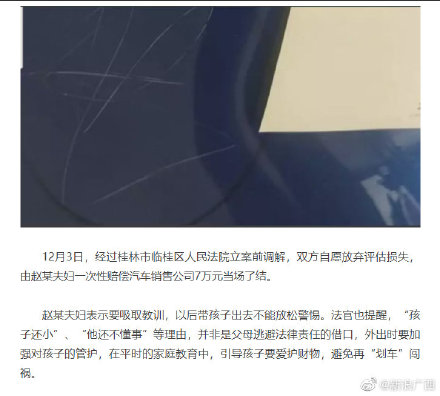 12月3日，经过桂林市临桂区人民法院立案前调解，双方自愿放弃评估损失，
由赵某夫妇一次性赔偿汽车销售公司7万元当场了结。
赵某夫妇表示要吸取教训，以后带孩子出去不能放松警惕。法官也提醒，“孩
子还小”、“他还不懂事”等理由，并非是父母逃避法律责任的借口，外出时要加
强对孩子的管护，在平时的家庭教育中，引导孩子要爱护财物，避免再“划车”闯
祸。
@新浪广西